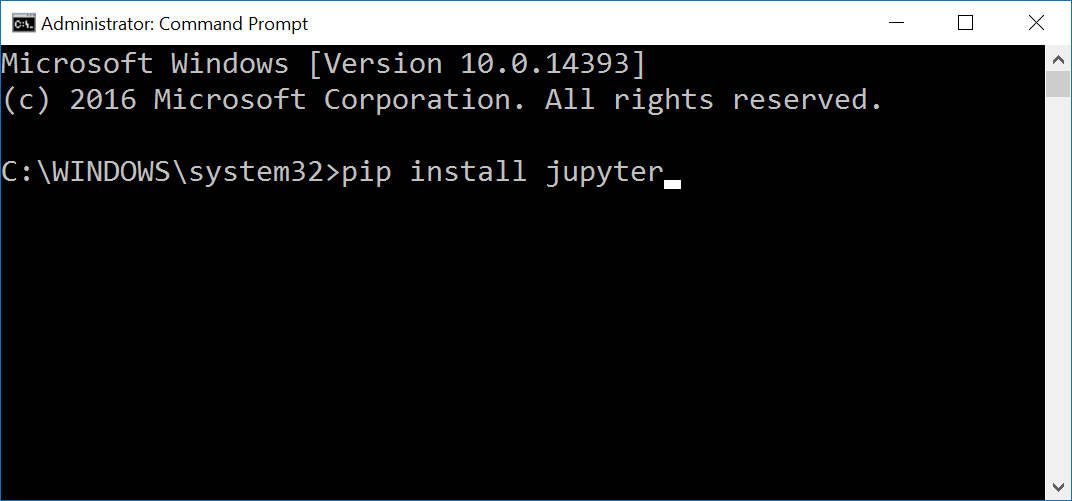 Administrator: Command Prompt
Microsoft Windows [Version 10.0.14393]
(c) 2016 Microsoft Corporation. All rights reserved.
C:\WINDOWS\system32>pip install jupyter